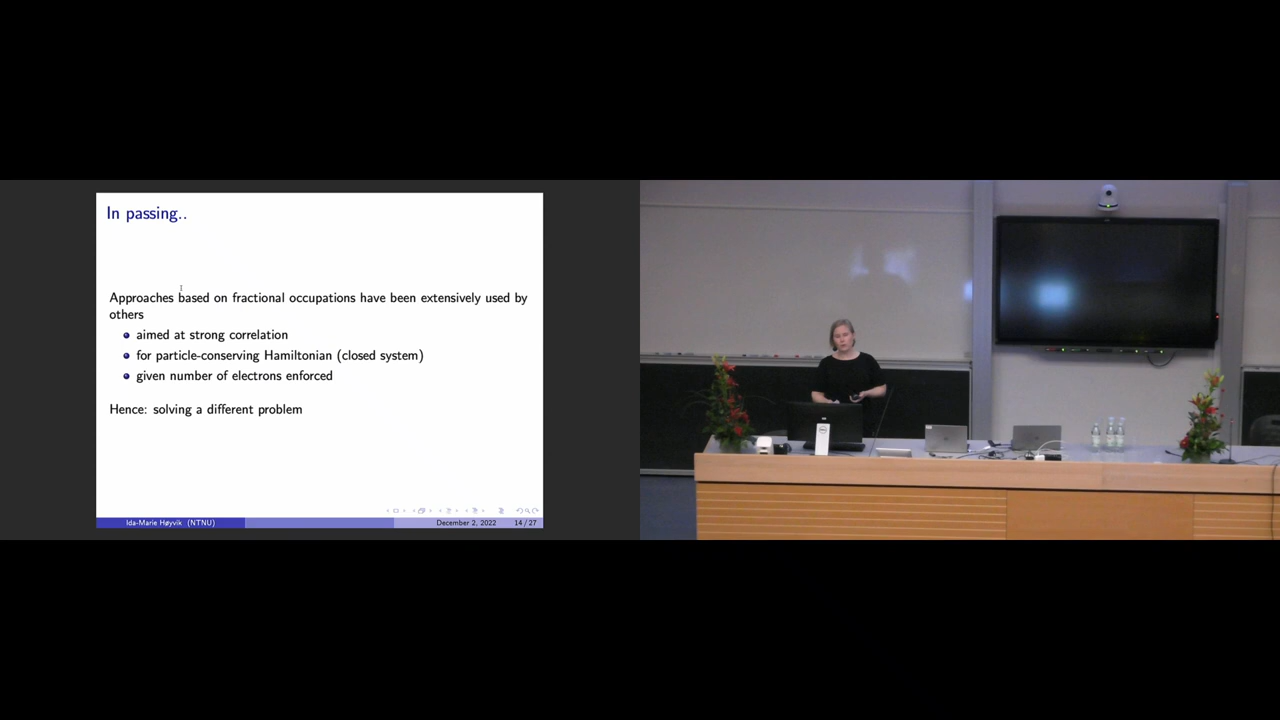 In passing..
Approaches based on fractional occupations have been extensively used by
others
aimed at strong correlation
for particle-conserving Hamiltonian (closed system)
given number of electrons enforced
Hence: solving a different problem
Ida-Marie Høyvik (NTNU)
December 2, 2022
14 / 27